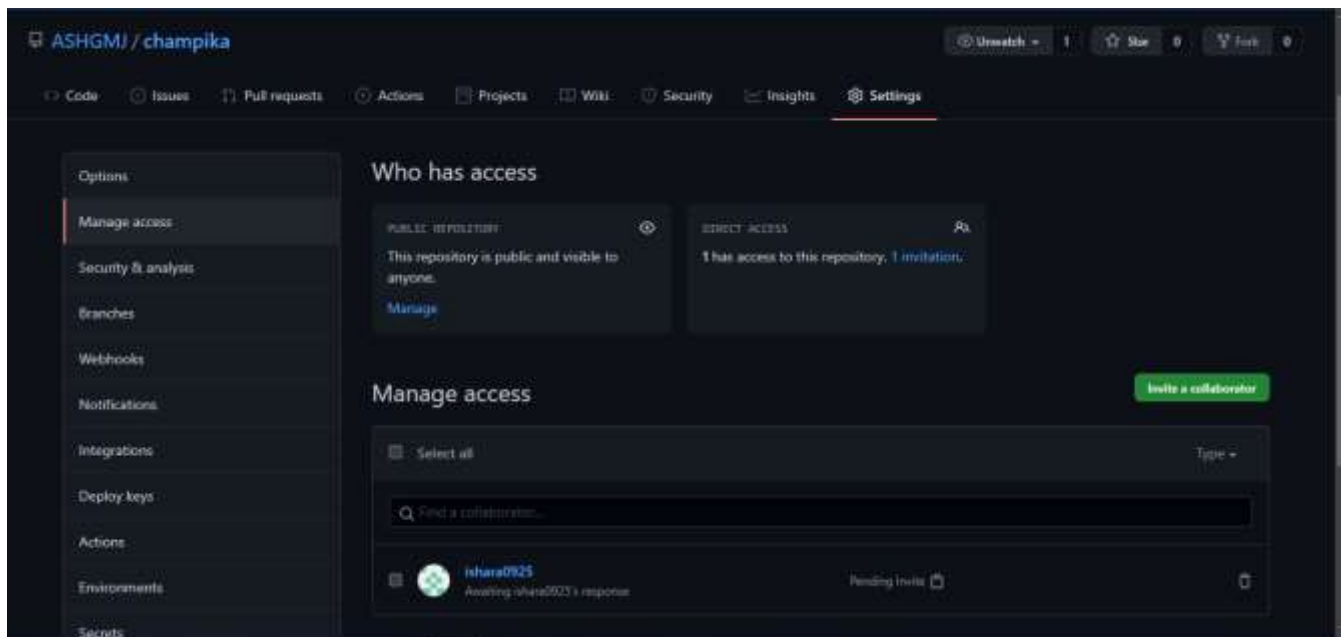 ASHGMJ / champika
Unwatch 1 Star 0 Fork 0
Code Issues Pull requests Actions Projects Wiki Security Insights Settings
Options
Manage access
Security & analysis
Branches
Webhooks
Notifications
Integrations
Deploy keys
Actions
Environments
Secrets
Who has access
PUBLIC REPOSITORY
This repository is public and visible to
anyone.
Manage
DIRECT ACCESS
1 has access to this repository. 1 invitation.
Manage access
Invite a collaborator
Select all Type
Find a collaborator...
ishara0925
Awaiting ishara0925's response
Pending Invite